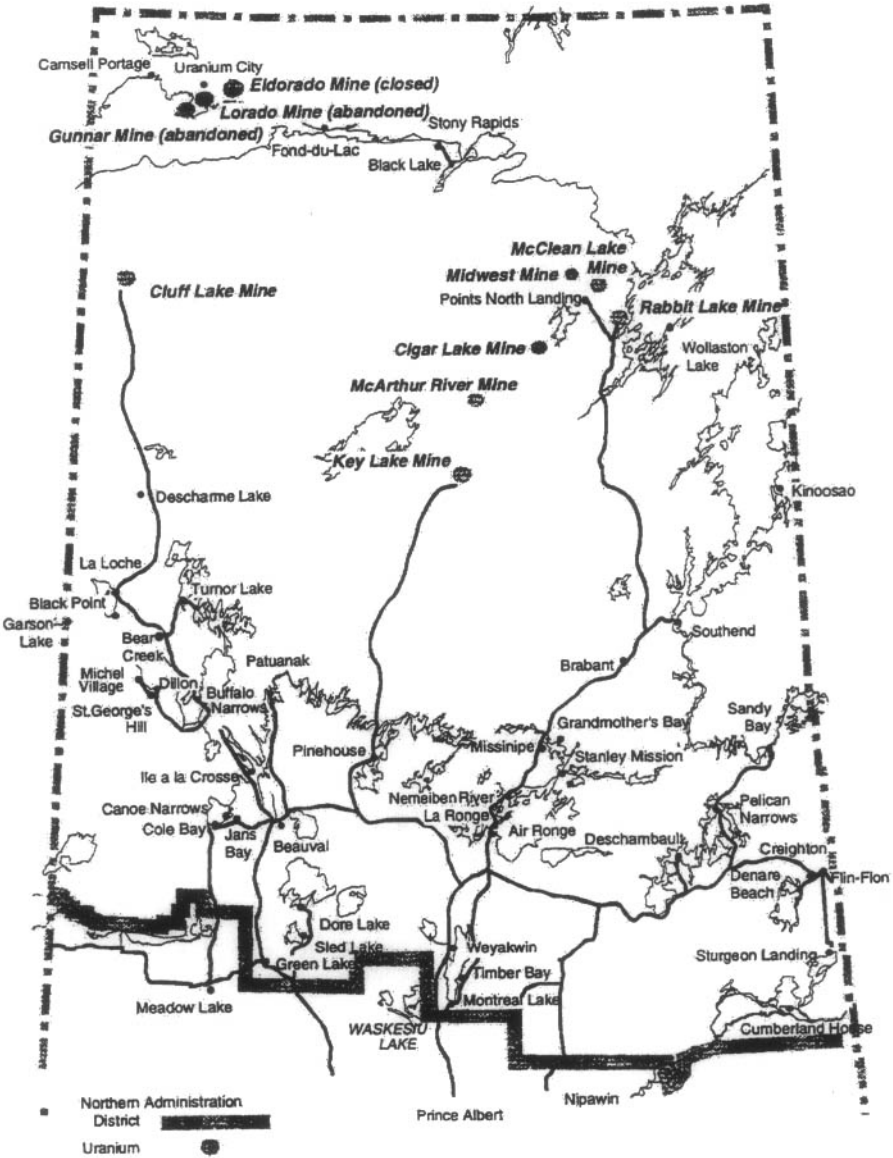 Camsell Portage
Uranium City
Eldorado Mine (closed)
Lorado Mine (abandoned)
Gunnar Mine (abandoned)
Stony Rapids
Fond-du-Lac
Black Lake
McClean Lake
Mine
Midwest Mine
Cluff Lake Mine
Points North Landing
Rabbit Lake Mine
Cigar Lake Mine
Wollaston
Lake
McArthur River Mine
Key Lake Mine
Descharme Lake
Kinoosao
La Loche
Turnor Lake
Black Point
Garson
Lake
Bear
Creek
Southend
Brabant
Patuanak
Michel
Village
Dillon
Buffalo
Narrows
St.George's
Hill
Sandy
Bay
Grandmother's Bay
Pinehouse
Missinipe
Stanley Mission
Ile a la Crosse
Nemeiben River
Canoe Narrows
La Ronge
Pelican
Narrows
Cole Bay
Jans
Bay
Beauval
Air Ronge
Deschambault
Creighton
Denare
Beach
Flin-Flon
Dore Lake
Sled Lake
Weyakwin
Green Lake
Sturgeon Landing
Timber Bay
Meadow Lake
Montreal Lake
WASKESIU
LAKE
Cumberland House
Nipawin
Northern Administration
District
Prince Albert
Uranium